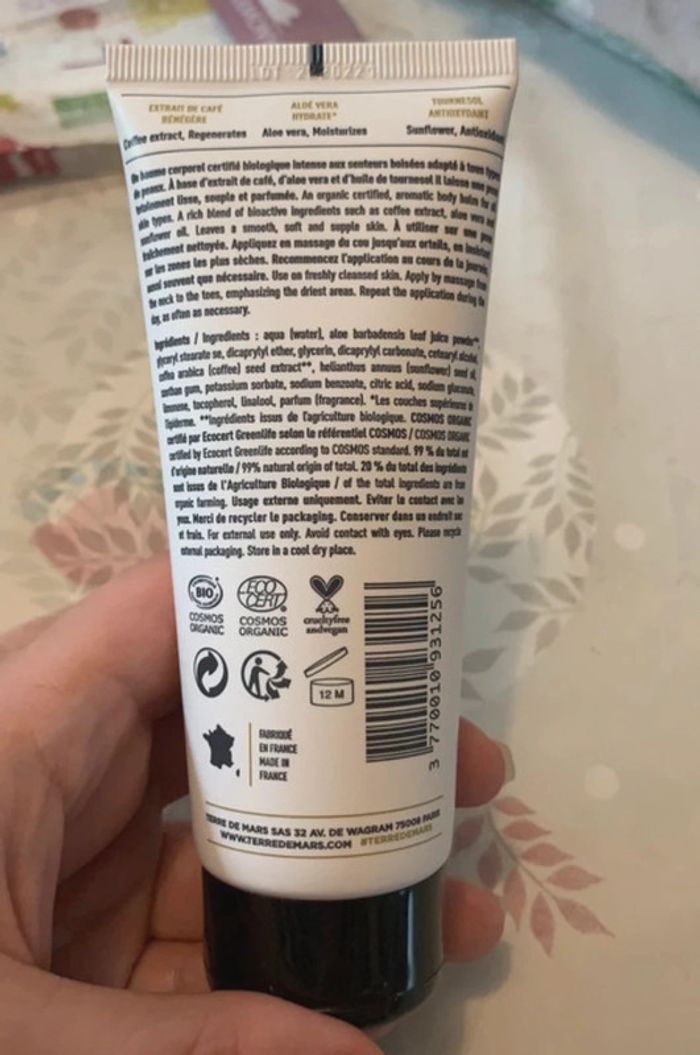 EXTRAIT DE CAFÉ
RÉNÉGÈRE
ALOÉ VERA
HYDRATE*
TOURNESOL
ANTIOXYDANT
Coffee extract, Regenerates
Aloe vera, Moisturizes
Sunflower, Antioxidant
Un baume corporel certifié biologique intense aux senteurs boisées adapté à tous types
de peaux. À base d'extrait de café, d'aloe vera et d'huile de tournesol il laisse une peau
totalement lisse, souple et parfumée. An organic certified, aromatic body balm for all
skin types. A rich blend of bioactive ingredients such as coffee extract, aloe vera and
sunflower oil. Leaves a smooth, soft and supple skin. À utiliser sur une peau
fraîchement nettoyée. Appliquez en massage du cou jusqu'aux orteils, en insistant
sur les zones les plus sèches. Recommencez l'application au cours de la journée,
aussi souvent que nécessaire. Use on freshly cleansed skin. Apply by massage from
the neck to the toes, emphasizing the driest areas. Repeat the application during the
day, as often as necessary.
Ingrédients / Ingredients : aqua (water), aloe barbadensis leaf juice powder**,
glyceryl stearate se, dicaprylyl ether, glycerin, dicaprylyl carbonate, cetearyl alcohol,
coffea arabica (coffee) seed extract**, helianthus annuus (sunflower) seed oil,
xanthan gum, potassium sorbate, sodium benzoate, citric acid, sodium gluconate,
limonene, tocopherol, linalool, parfum (fragrance). *Les couches supérieures de
l'épiderme. **Ingrédients issus de l'agriculture biologique. COSMOS ORGANIC
certifié par Ecocert Greenlife selon le référentiel COSMOS / COSMOS ORGANIC
certified by Ecocert Greenlife according to COSMOS standard. 99 % du total est
d'origine naturelle / 99% natural origin of total. 20 % du total des ingrédients
sont issus de l'Agriculture Biologique / of the total ingredients are from
organic farming. Usage externe uniquement. Eviter le contact avec les
yeux. Merci de recycler le packaging. Conserver dans un endroit sec
et frais. For external use only. Avoid contact with eyes. Please recycle
external packaging. Store in a cool dry place.
BIO
COSMOS
ORGANIC
ECO
CERT
COSMOS
ORGANIC
crueltyfree
andvegan
12 M
FABRIQUÉ
EN FRANCE
MADE IN
FRANCE
3 770010 931256
TERRE DE MARS SAS 32 AV. DE WAGRAM 75008 PARIS
WWW.TERREDEMARS.COM #TERREDEMARS